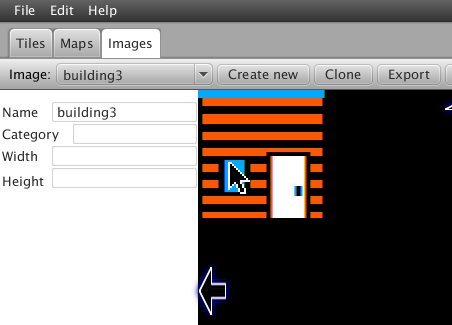 File Edit Help
Tiles Maps Images
Image: building3 Create new Clone Export
Name building3
Category
Width
Height